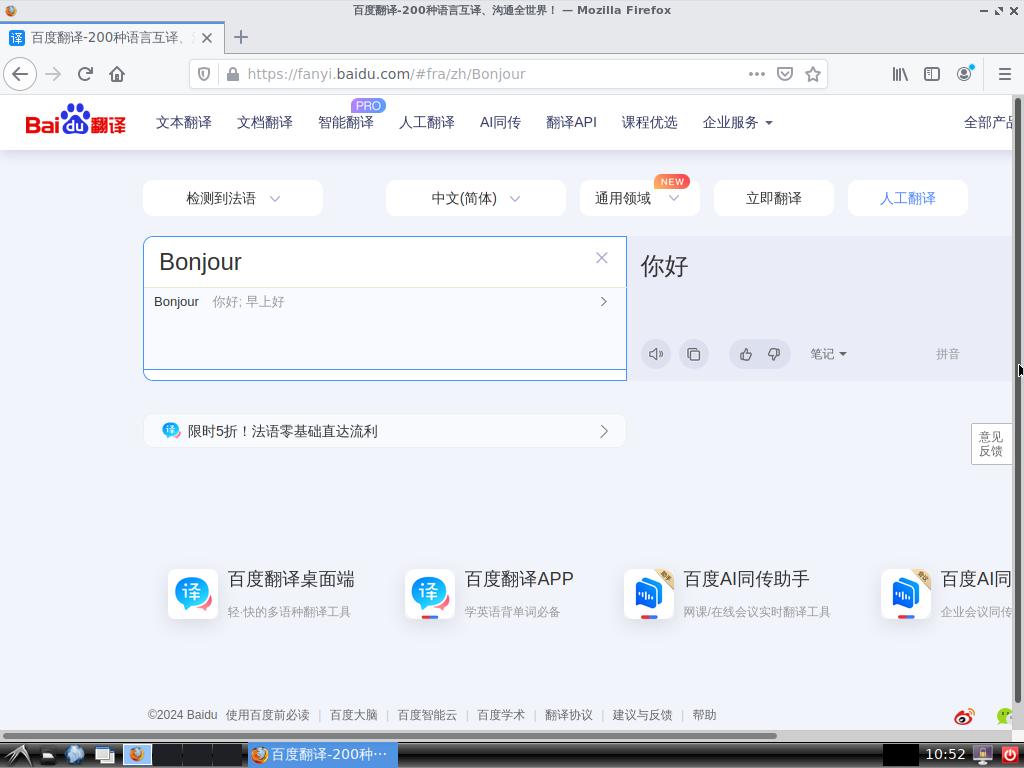 百度翻译-200种语言互译、沟通全世界！ — Mozilla Firefox
百度翻译-200种语言互译、
https://fanyi.baidu.com/#fra/zh/Bonjour
Bai du 翻译
文本翻译 文档翻译 智能翻译 PRO 人工翻译 AI同传 翻译API 课程优选 企业服务 全部产品
检测到法语 中文(简体) 通用领域 NEW 立即翻译 人工翻译
Bonjour
你好
Bonjour 你好; 早上好
笔记 拼音
译 限时5折！法语零基础直达流利
意见
反馈
译 百度翻译桌面端 译 百度翻译APP 百度AI同传助手 百度AI同
轻·快的多语种翻译工具 学英语背单词必备 网课/在线会议实时翻译工具 企业会议同传
©2024 Baidu 使用百度前必读 | 百度大脑 | 百度智能云 | 百度学术 | 翻译协议 | 建议与反馈 | 帮助
百度翻译-200种⋯
10:52